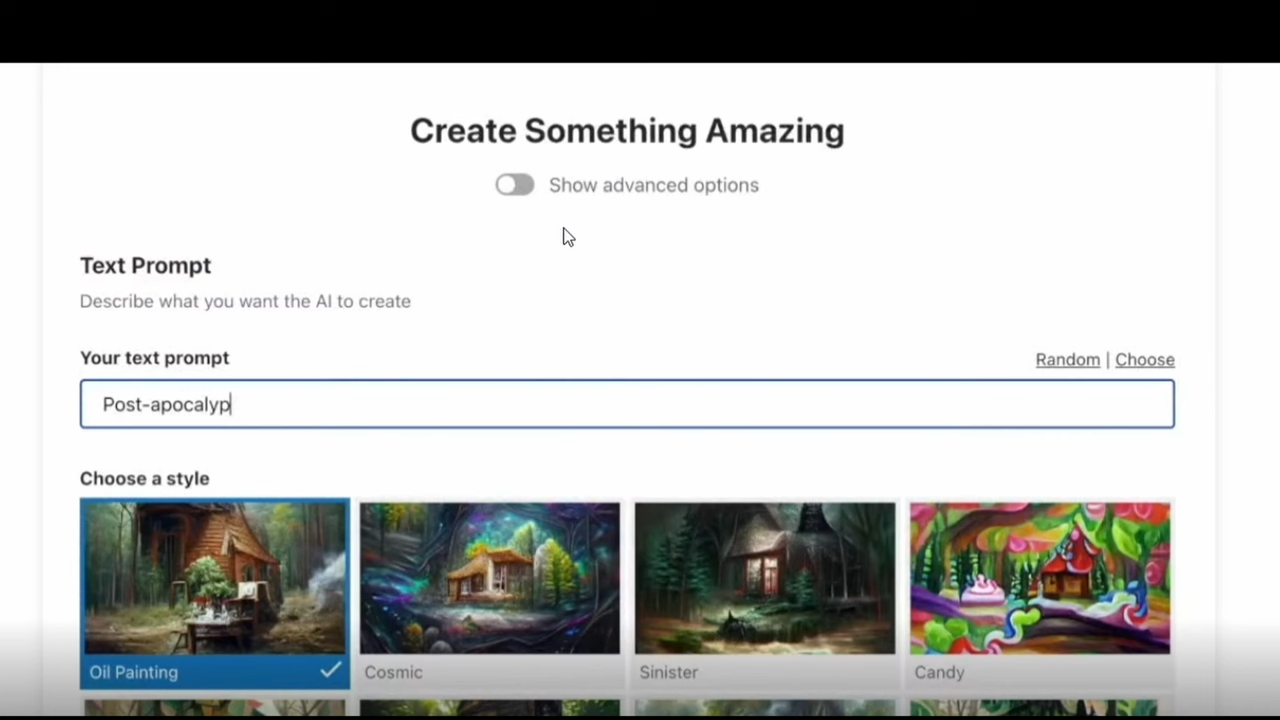 Create Something Amazing
Show advanced options
Text Prompt
Describe what you want the AI to create
Your text prompt
Random | Choose
Post-apocalyp
Choose a style
Oil Painting
Cosmic
Sinister
Candy